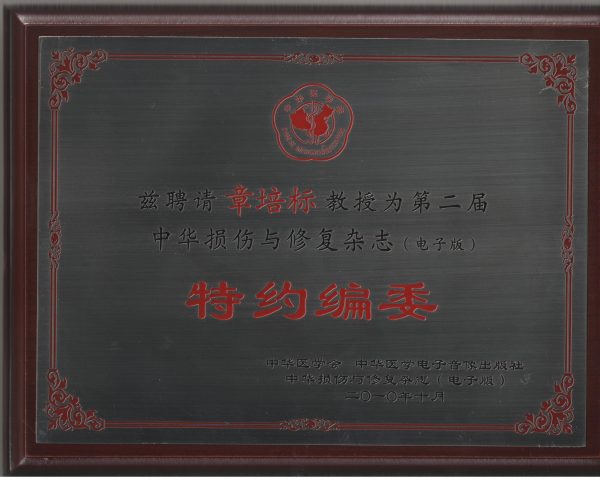 兹聘请 章培标 教授为第二届
中华损伤与修复杂志（电子版）
特约编委
中华医学会 中华医学电子音像出版社
中华损伤与修复杂志（电子版）
二〇一〇年十月